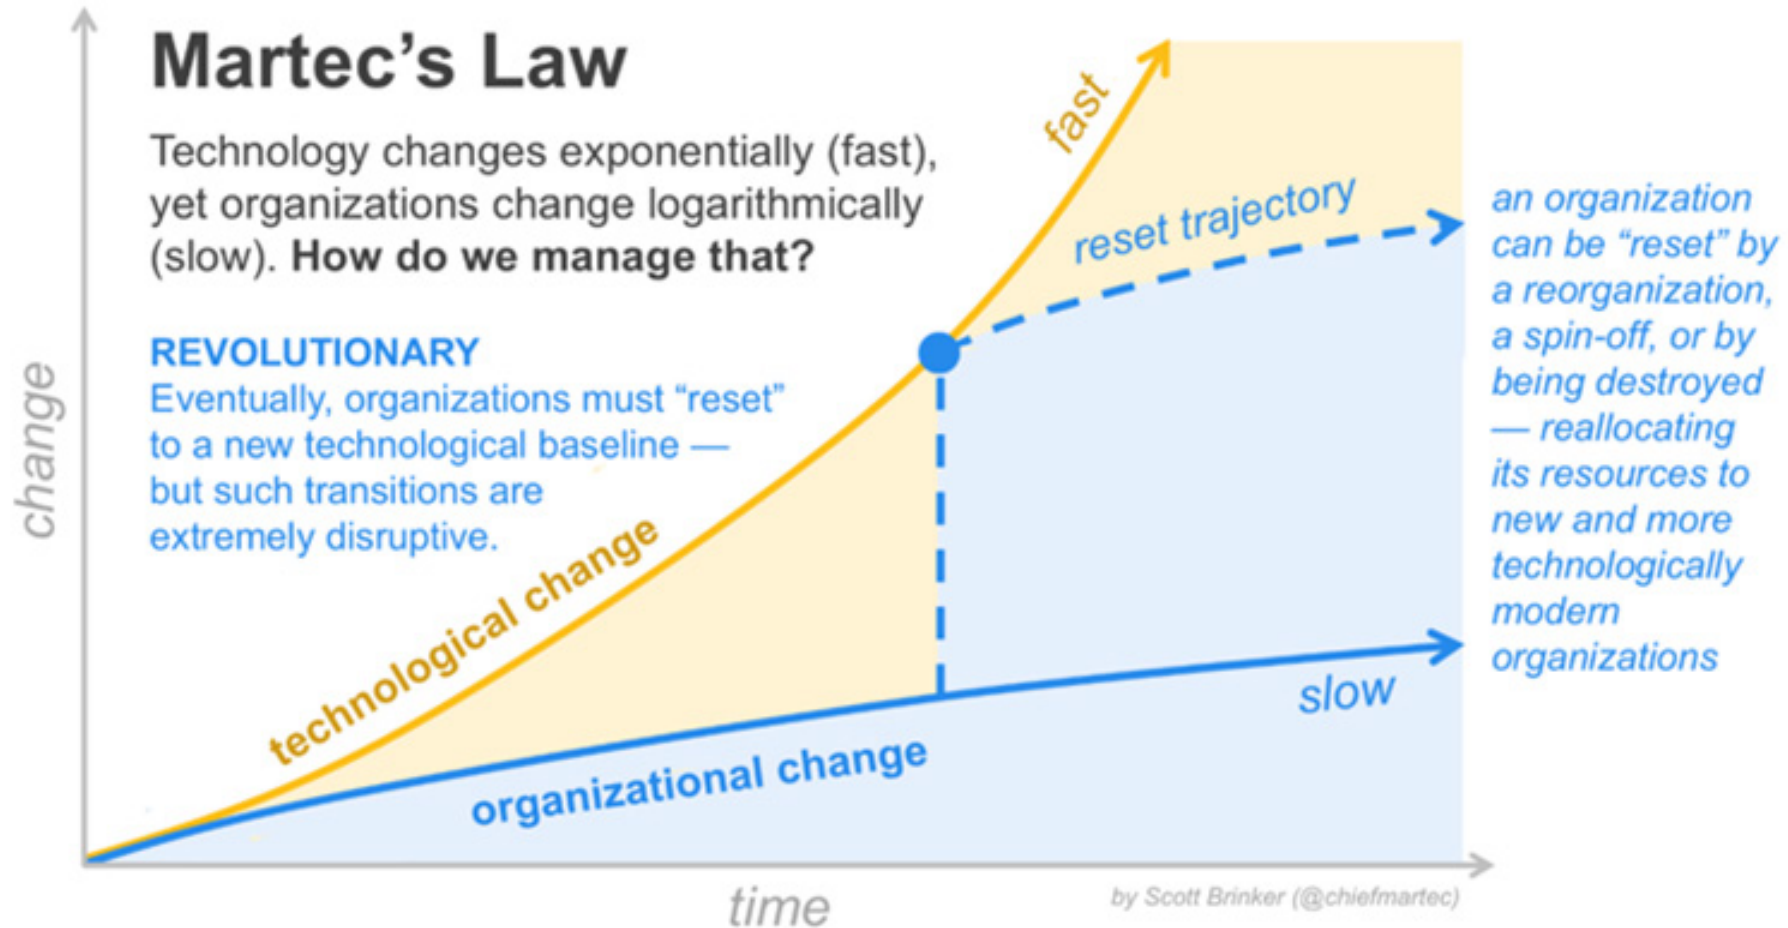 Martec’s Law
Technology changes exponentially (fast),
yet organizations change logarithmically
(slow). How do we manage that?
REVOLUTIONARY
Eventually, organizations must “reset”
to a new technological baseline —
but such transitions are
extremely disruptive.
change
technological change
fast
reset trajectory
organizational change
slow
an organization
can be “reset” by
a reorganization,
a spin-off, or by
being destroyed
— reallocating
its resources to
new and more
technologically
modern
organizations
time
by Scott Brinker (@chiefmartec)